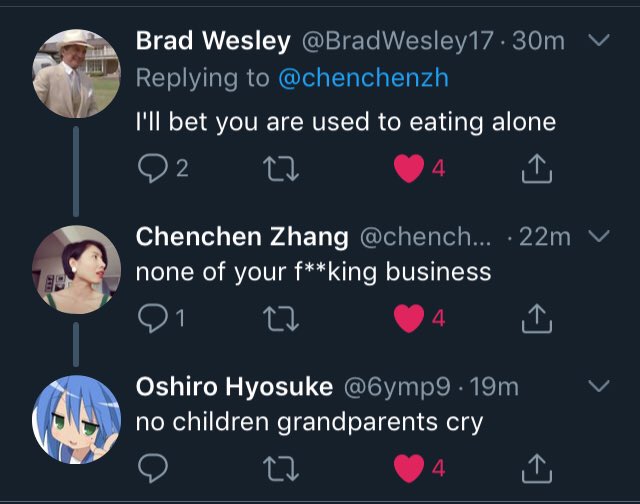 Brad Wesley @BradWesley17 · 30m
Replying to @chenchenzh
I'll bet you are used to eating alone
2 4
Chenchen Zhang @chench... · 22m
none of your f**king business
1 4
Oshiro Hyosuke @6ymp9 · 19m
no children grandparents cry
4